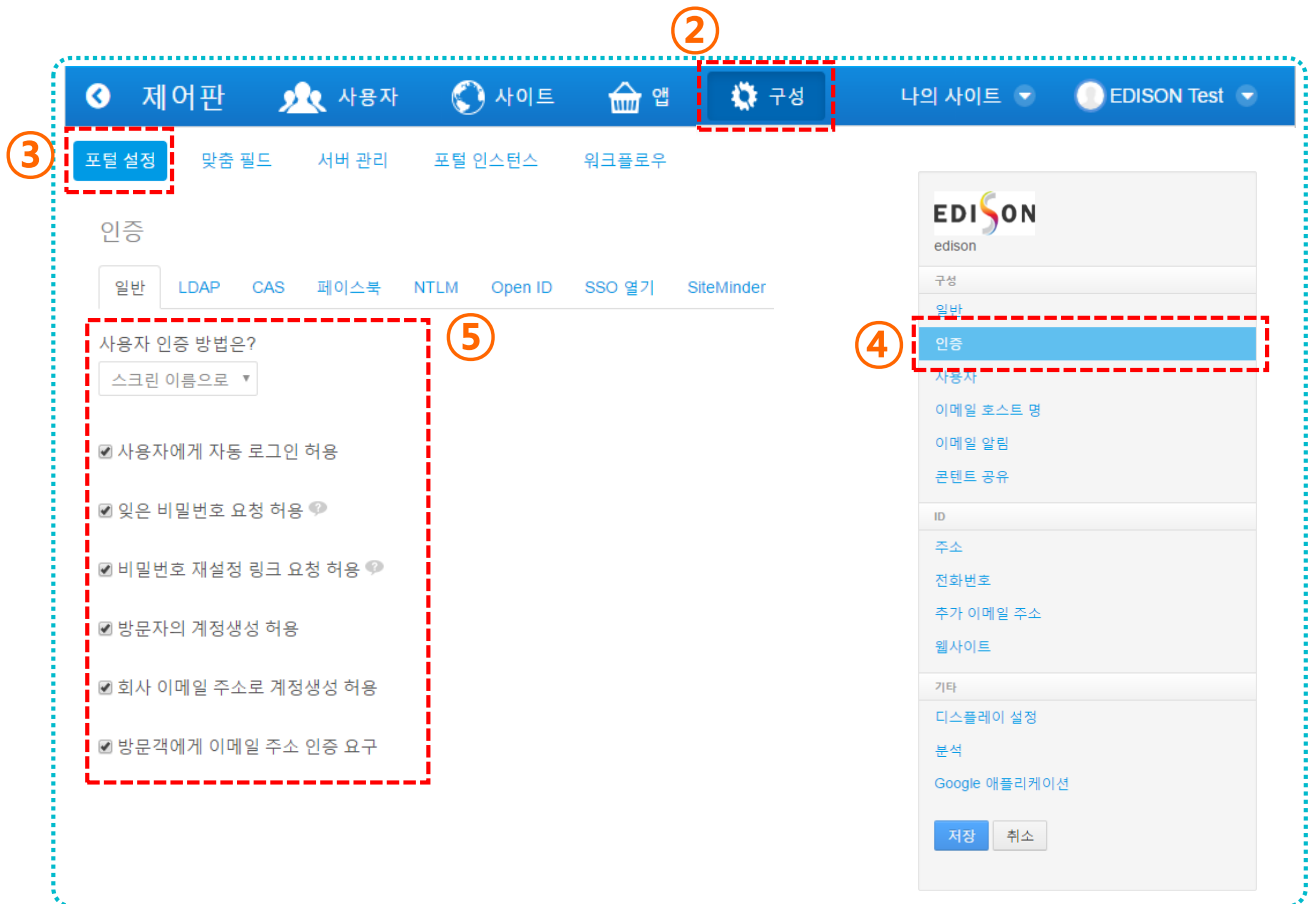 ②
제어판 사용자 사이트 앱 구성 나의 사이트 EDISON Test
③
포털 설정 맞춤 필드 서버 관리 포털 인스턴스 워크플로우
인증
일반 LDAP CAS 페이스북 NTLM Open ID SSO 열기 SiteMinder
⑤
사용자 인증 방법은?
스크린 이름으로
사용자에게 자동 로그인 허용
잊은 비밀번호 요청 허용
비밀번호 재설정 링크 요청 허용
방문자의 계정생성 허용
회사 이메일 주소로 계정생성 허용
방문객에게 이메일 주소 인증 요구
EDISON
edison
구성
일반
④
인증
사용자
이메일 호스트 명
이메일 알림
콘텐트 공유
ID
주소
전화번호
추가 이메일 주소
웹사이트
기타
디스플레이 설정
분석
Google 애플리케이션
저장 취소